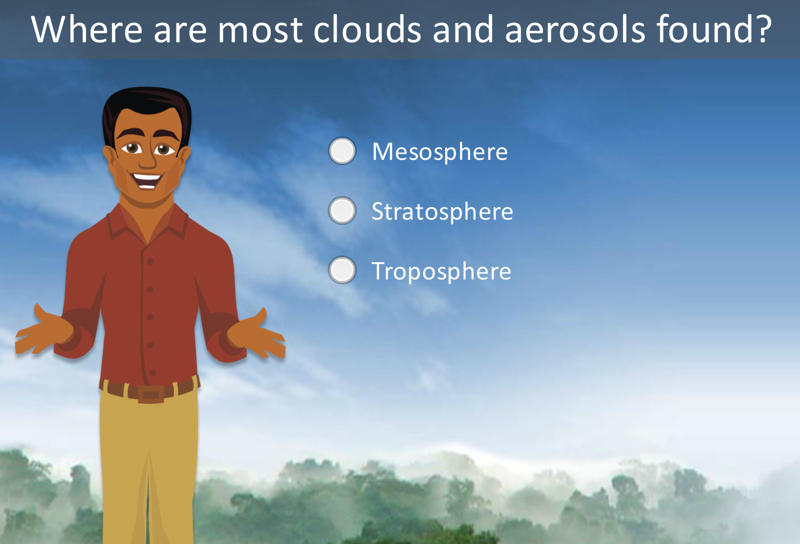 Where are most clouds and aerosols found?
Mesosphere
Stratosphere
Troposphere